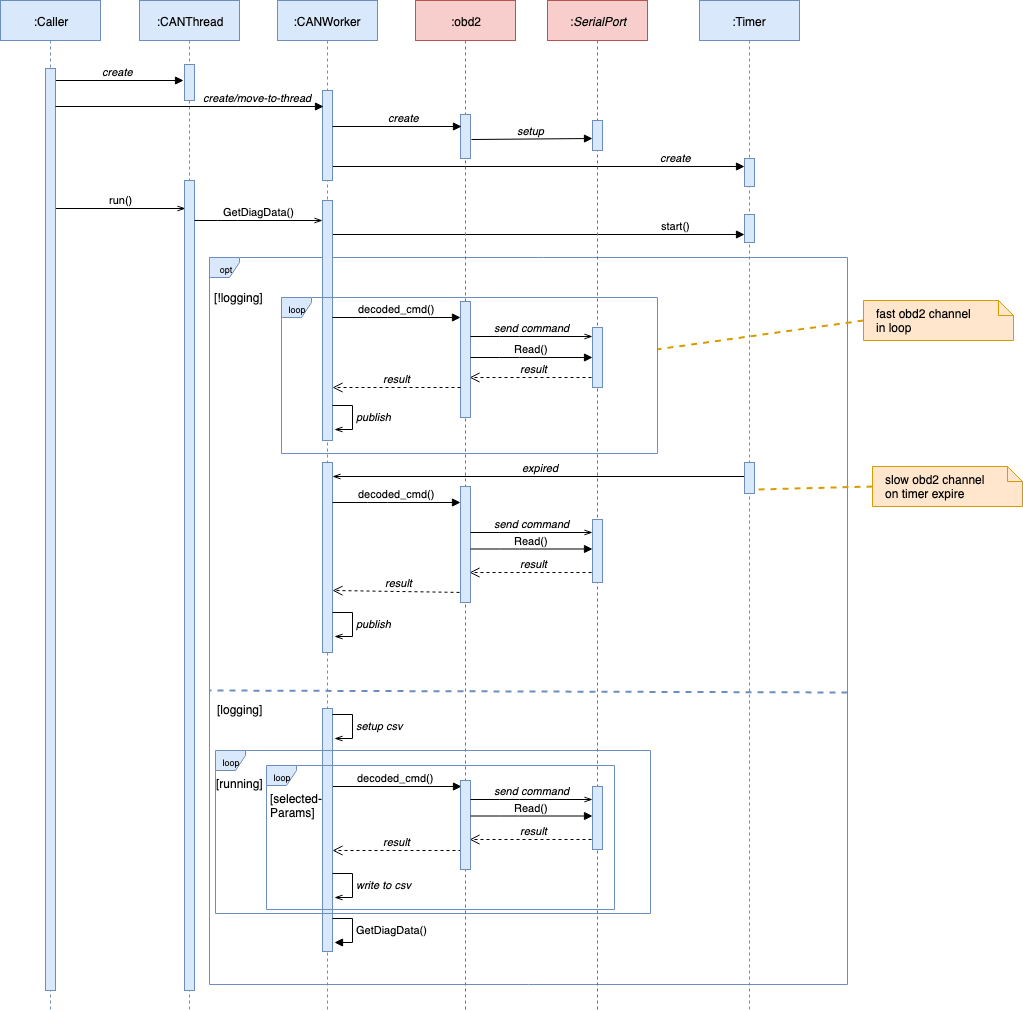 :Caller
:CANThread
:CANWorker
:obd2
:SerialPort
:Timer
create
create/move-to-thread
create
setup
create
run()
GetDiagData()
start()
opt
[!logging]
loop
decoded_cmd()
send command
Read()
result
result
publish
fast obd2 channel
in loop
expired
slow obd2 channel
on timer expire
decoded_cmd()
send command
Read()
result
result
publish
[logging]
setup csv
loop
[running]
loop
[selected-
Params]
decoded_cmd()
send command
Read()
result
result
write to csv
GetDiagData()